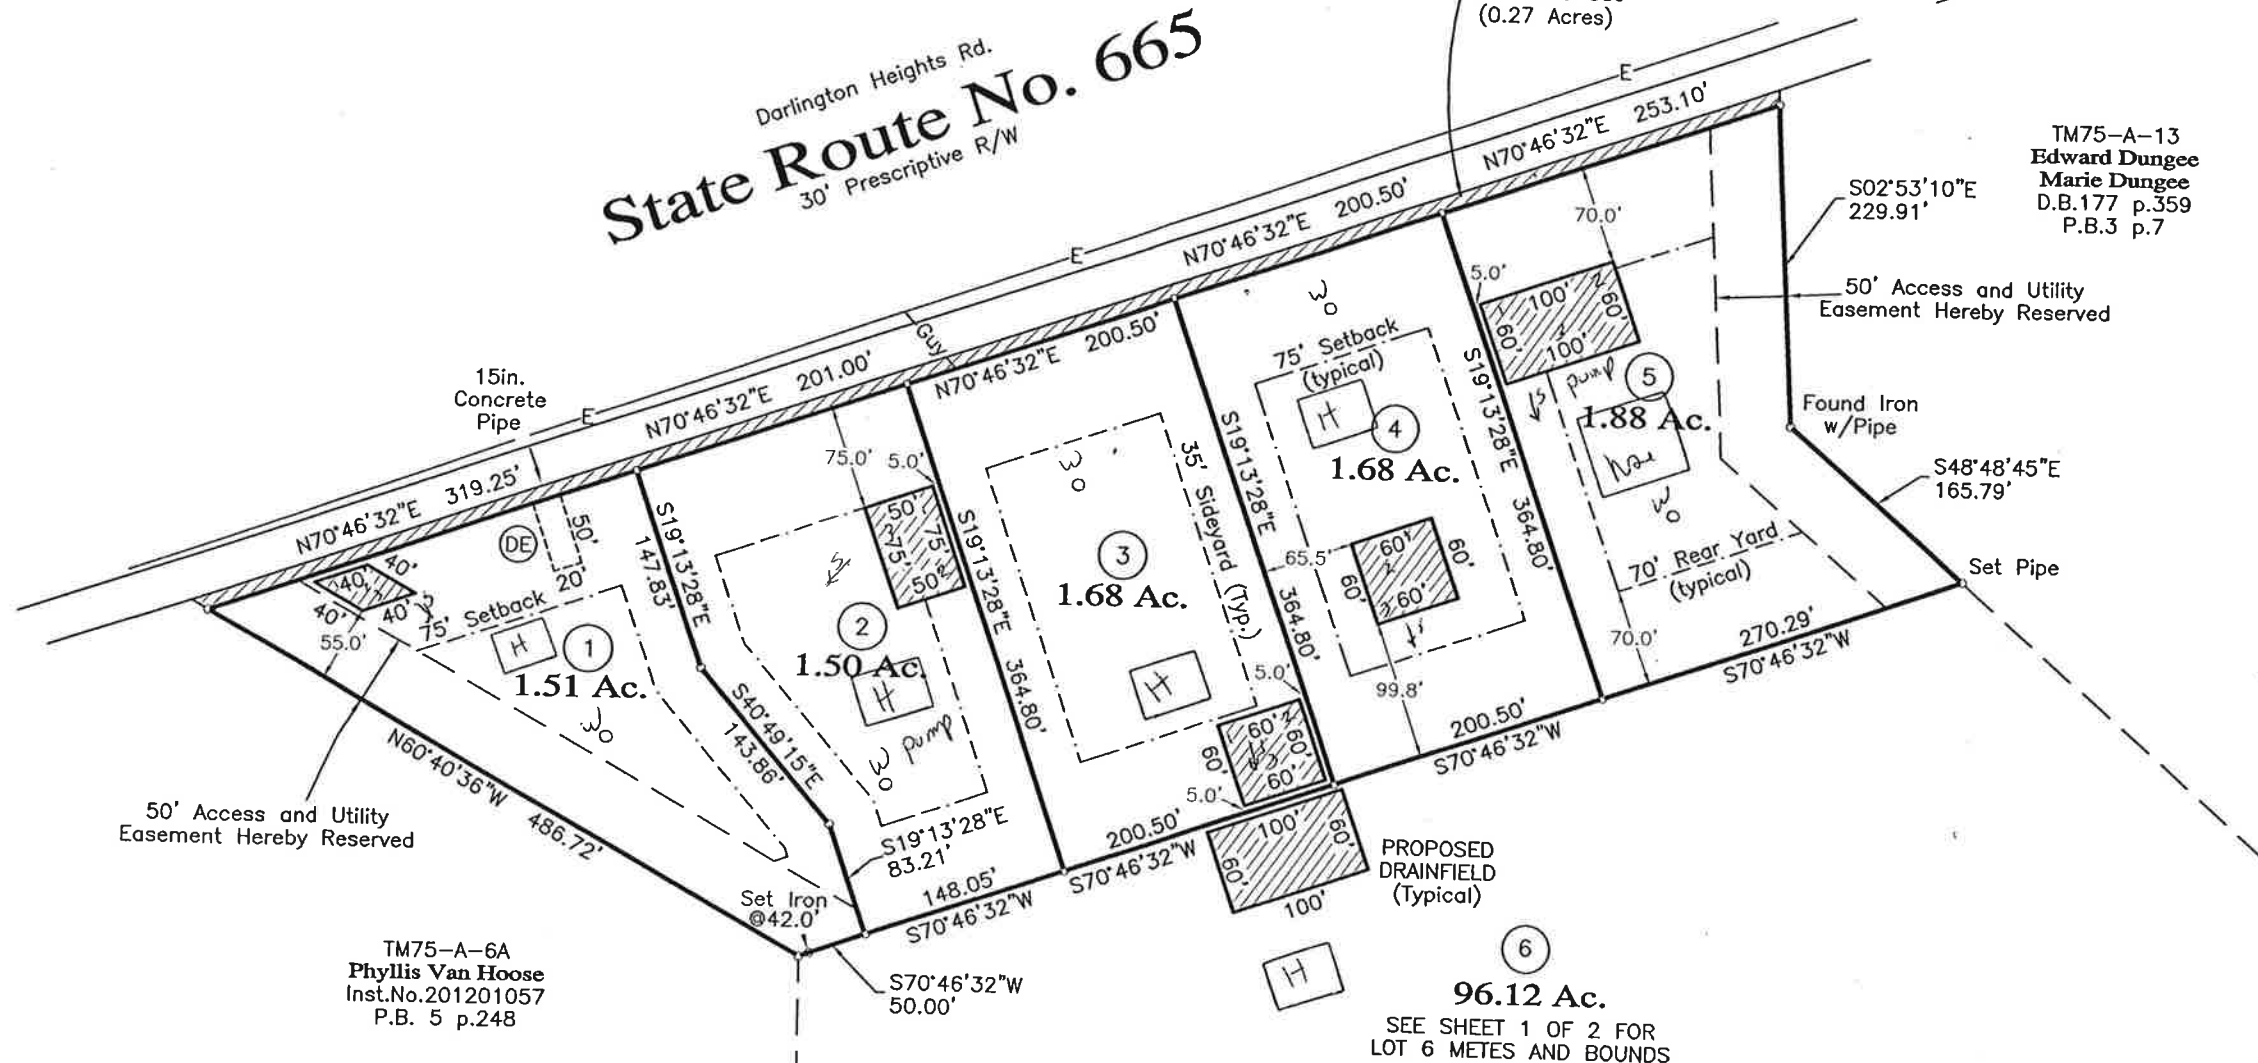 (0.27 Acres)
Darlington Heights Rd.
State Route No. 665
30' Prescriptive R/W
E
N70°46'32"E 253.10'
TM75-A-13
Edward Dungee
Marie Dungee
D.B.177 p.359
P.B.3 p.7
S02°53'10"E
229.91'
50' Access and Utility
Easement Hereby Reserved
N70°46'32"E 200.50'
E
70.0'
5.0'
100'
2
60'
60'
100'
pump
5
1.88 Ac.
hse
wo
Found Iron
w/Pipe
S48°48'45"E
165.79'
Set Pipe
70' Rear Yard
(typical)
70.0'
270.29'
S70°46'32"W
wo
75' Setback
(typical)
H
4
1.68 Ac.
S19°13'28"E 364.80'
65.5'
60'
60'
60'
60'
99.8'
200.50'
S70°46'32"W
Guy
N70°46'32"E 200.50'
wo
3
1.68 Ac.
35' Sideyard (Typ.)
S19°13'28"E 364.80'
H
5.0'
60'
60'
60'
60'
5.0'
200.50'
S70°46'32"W
15in.
Concrete
Pipe
E
N70°46'32"E 201.00'
75.0'
5.0'
50'
75'
75'
50'
2
1.50 Ac.
H
pump
wo
S19°13'28"E 364.80'
S19°13'28"E
83.21'
148.05'
S70°46'32"W
N70°46'32"E 319.25'
DE
50'
20'
S19°13'28"E
147.83'
40'
40'
40'
40'
55.0'
75' Setback
H
1
1.51 Ac.
wo
S40°49'15"E
143.86'
50' Access and Utility
Easement Hereby Reserved
N60°40'36"W 486.72'
Set Iron
@42.0'
S70°46'32"W
50.00'
TM75-A-6A
Phyllis Van Hoose
Inst.No.201201057
P.B. 5 p.248
100'
60'
60'
100'
PROPOSED
DRAINFIELD
(Typical)
H
6
96.12 Ac.
SEE SHEET 1 OF 2 FOR
LOT 6 METES AND BOUNDS